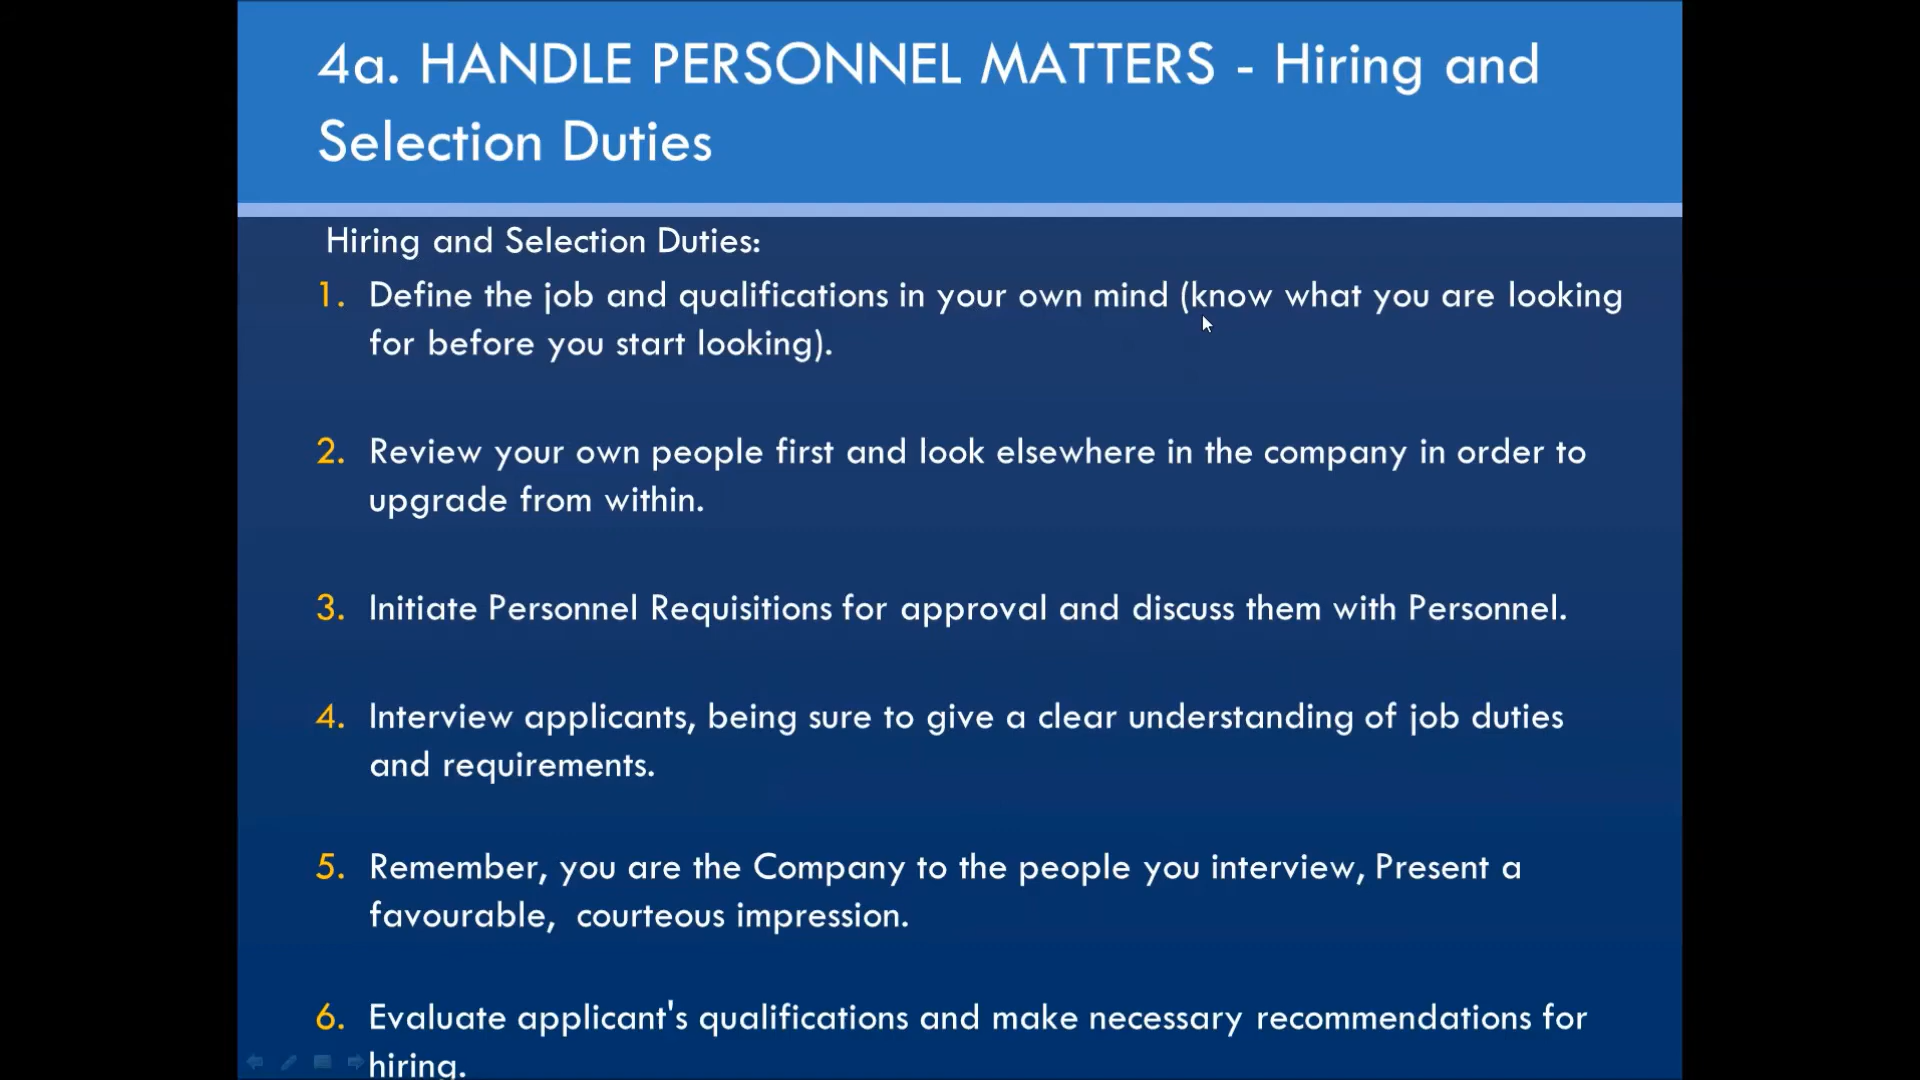 4a. HANDLE PERSONNEL MATTERS - Hiring and
Selection Duties
Hiring and Selection Duties:
1. Define the job and qualifications in your own mind (know what you are looking
for before you start looking).
2. Review your own people first and look elsewhere in the company in order to
upgrade from within.
3. Initiate Personnel Requisitions for approval and discuss them with Personnel.
4. Interview applicants, being sure to give a clear understanding of job duties
and requirements.
5. Remember, you are the Company to the people you interview, Present a
favourable,  courteous impression.
6. Evaluate applicant's qualifications and make necessary recommendations for
hiring.